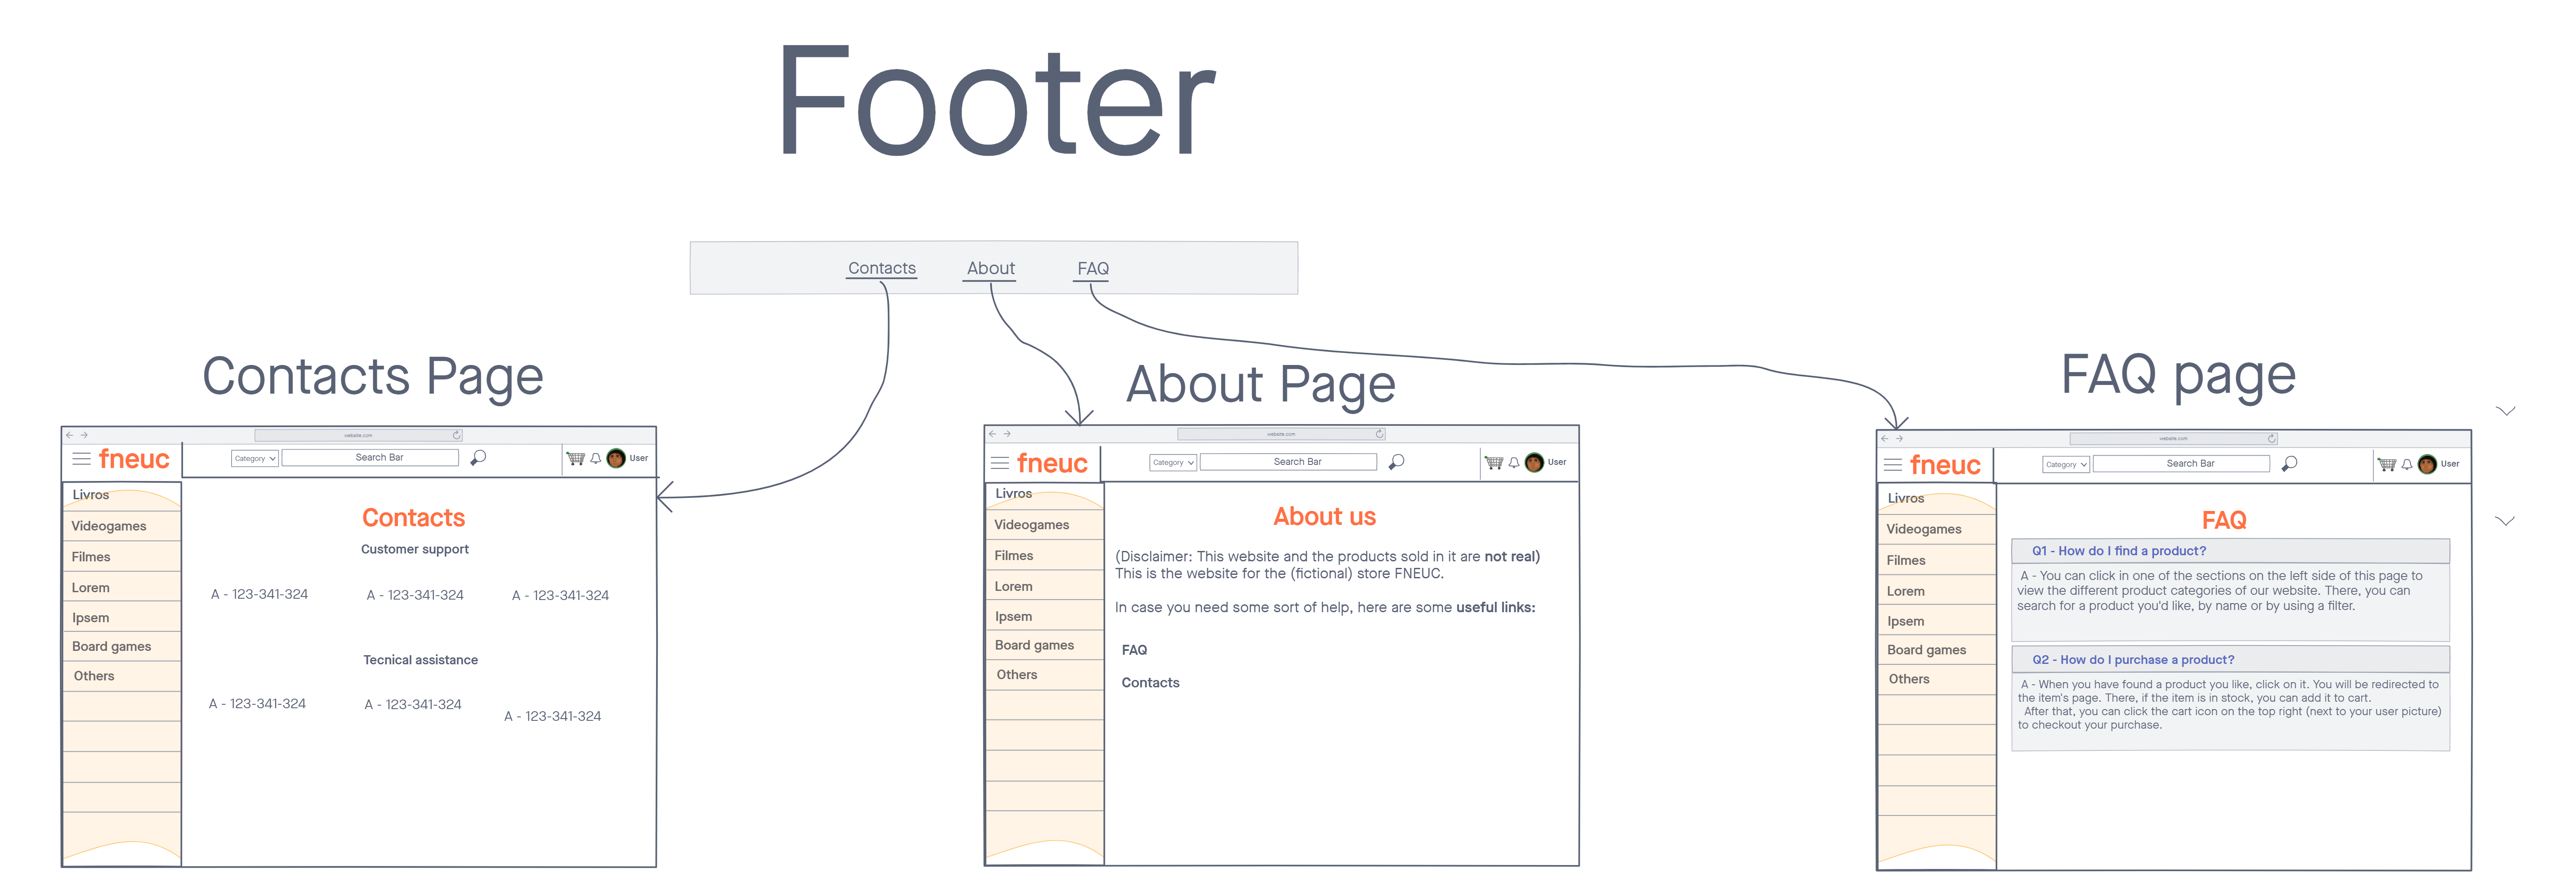 Footer
Contacts About FAQ
Contacts Page
website.com
fneuc Category Search Bar User
Livros
Videogames
Filmes
Lorem
Ipsem
Board games
Others
Contacts
Customer support
A - 123-341-324 A - 123-341-324 A - 123-341-324
Tecnical assistance
A - 123-341-324 A - 123-341-324 A - 123-341-324
About Page
website.com
fneuc Category Search Bar User
Livros
Videogames
Filmes
Lorem
Ipsem
Board games
Others
About us
(Disclaimer: This website and the products sold in it are not real)
This is the website for the (fictional) store FNEUC.
In case you need some sort of help, here are some useful links:
FAQ
Contacts
FAQ page
website.com
fneuc Category Search Bar User
Livros
Videogames
Filmes
Lorem
Ipsem
Board games
Others
FAQ
Q1 - How do I find a product?
A - You can click in one of the sections on the left side of this page to
view the different product categories of our website. There, you can
search for a product you'd like, by name or by using a filter.
Q2 - How do I purchase a product?
A - When you have found a product you like, click on it. You will be redirected to
the item's page. There, if the item is in stock, you can add it to cart.
After that, you can click the cart icon on the top right (next to your user picture)
to checkout your purchase.